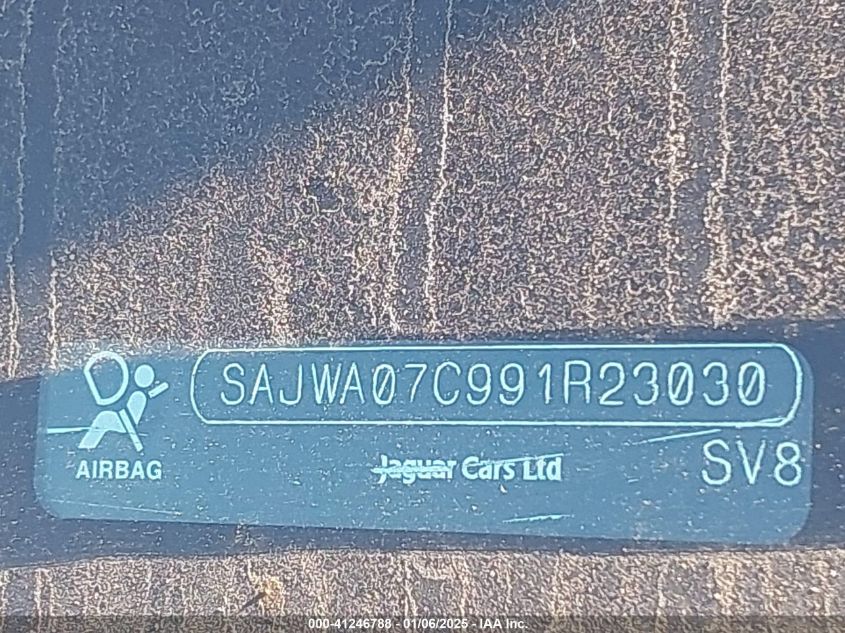 SAJWA07C991R23030
AIRBAG
Jaguar Cars Ltd
SV8
000-41246788 - 01/06/2025 - IAA Inc.